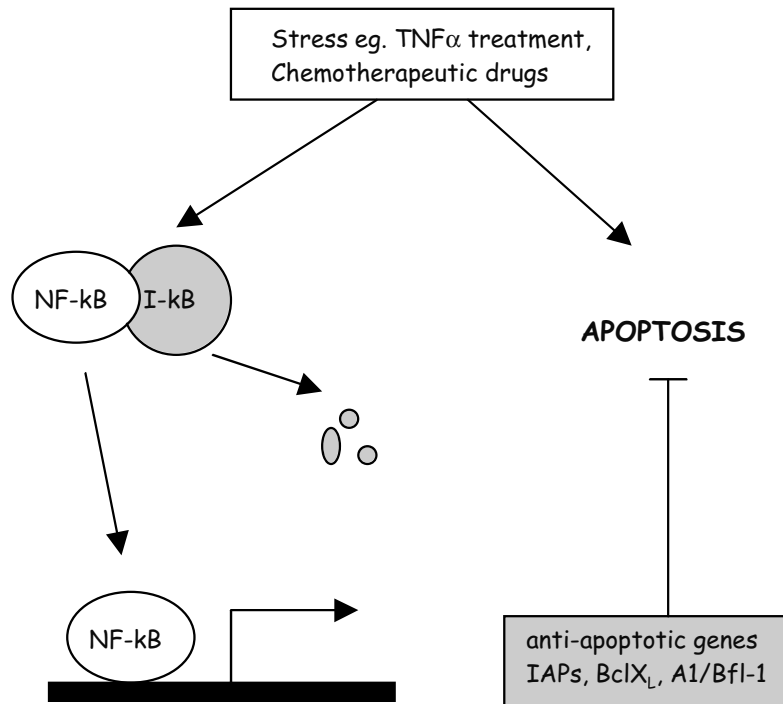 Stress eg. TNFα treatment,
Chemotherapeutic drugs
NF-kB
I-kB
APOPTOSIS
NF-kB
anti-apoptotic genes
IAPs, BclX_L, A1/Bfl-1